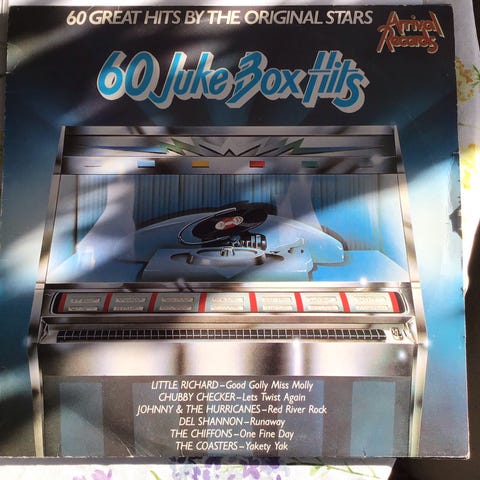 60 GREAT HITS BY THE ORIGINAL STARS
Arrival Records
60 Juke Box Hits
LITTLE RICHARD–Good Golly Miss Molly
CHUBBY CHECKER–Lets Twist Again
JOHNNY & THE HURRICANES–Red River Rock
DEL SHANNON–Runaway
THE CHIFFONS–One Fine Day
THE COASTERS–Yakety Yak